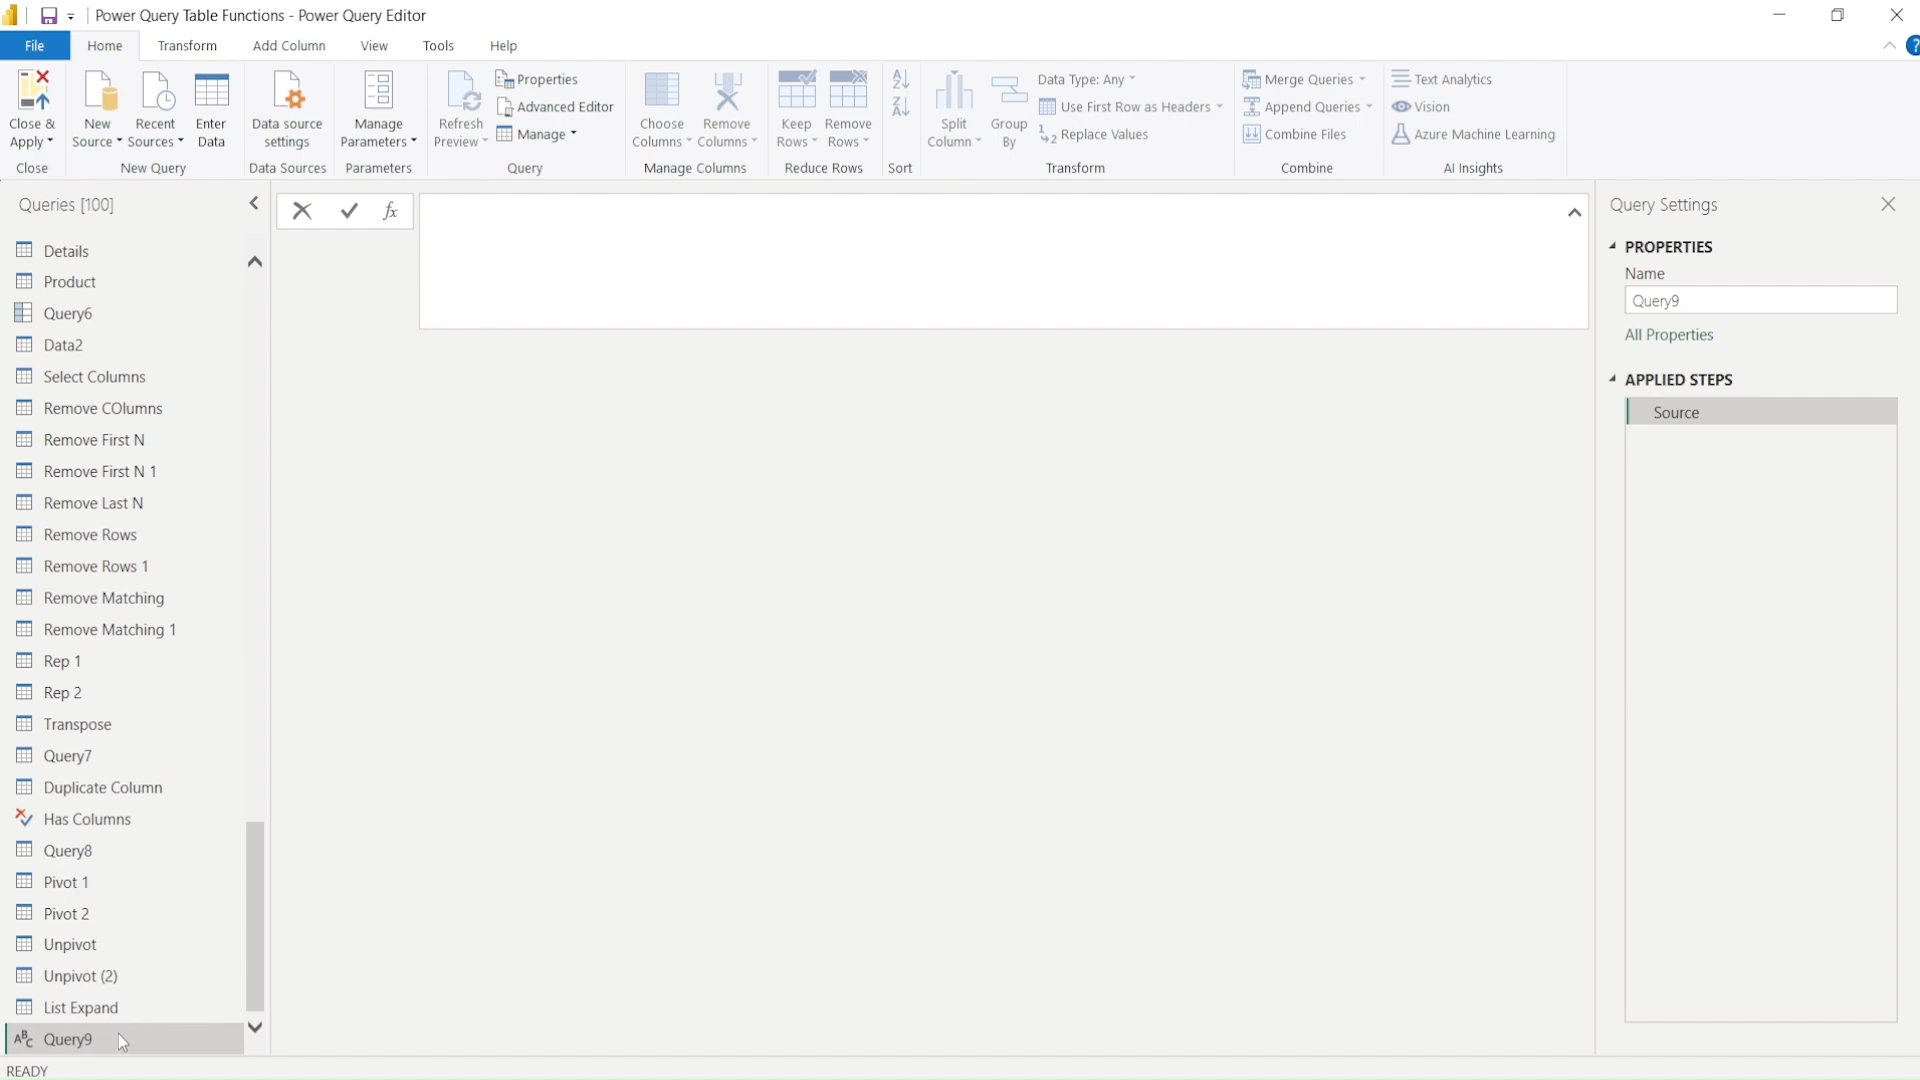 Power Query Table Functions - Power Query Editor
File Home Transform Add Column View Tools Help
Close & Apply
Close
New Source
Recent Sources
Enter Data
New Query
Data source settings
Data Sources
Manage Parameters
Parameters
Refresh Preview
Properties
Advanced Editor
Manage
Query
Choose Columns
Remove Columns
Manage Columns
Keep Rows
Remove Rows
Reduce Rows
Sort
Split Column
Group By
Data Type: Any
Use First Row as Headers
Replace Values
Transform
Merge Queries
Append Queries
Combine Files
Combine
Text Analytics
Vision
Azure Machine Learning
AI Insights
Queries [100]
Details
Product
Query6
Data2
Select Columns
Remove COlumns
Remove First N
Remove First N 1
Remove Last N
Remove Rows
Remove Rows 1
Remove Matching
Remove Matching 1
Rep 1
Rep 2
Transpose
Query7
Duplicate Column
Has Columns
Query8
Pivot 1
Pivot 2
Unpivot
Unpivot (2)
List Expand
ABC Query9
fx
Query Settings
PROPERTIES
Name
Query9
All Properties
APPLIED STEPS
Source
READY